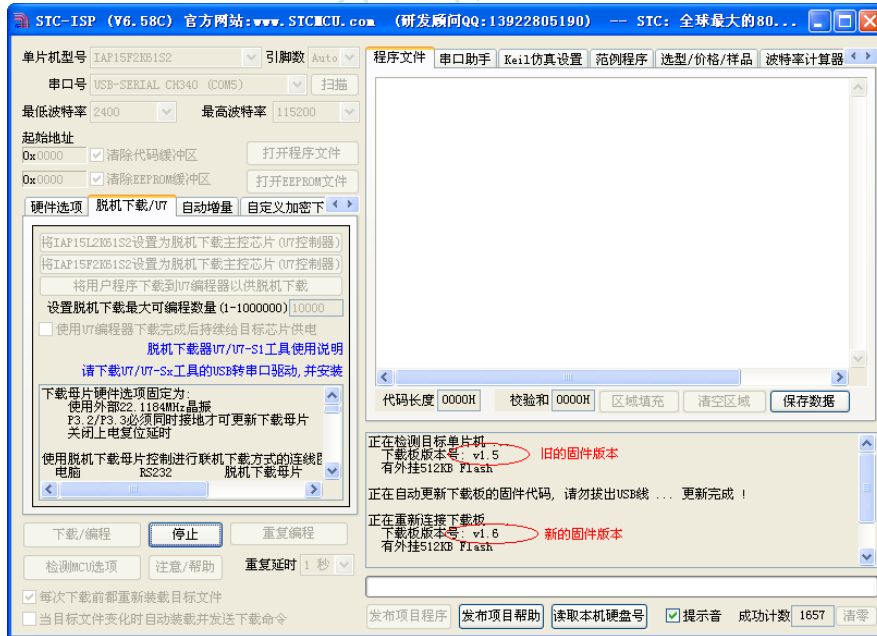 STC-ISP (V6.58C) 官方网站:www.STCMCU.com (研发顾问QQ:13922805190) -- STC: 全球最大的80...
单片机型号 IAP15F2K61S2 引脚数 Auto
串口号 USB-SERIAL CH340 (COM5) 扫描
最低波特率 2400 最高波特率 115200
起始地址
0x0000 清除代码缓冲区 打开程序文件
0x0000 清除EEPROM缓冲区 打开EEPROM文件
硬件选项 脱机下载/U7 自动增量 自定义加密下
将IAP15L2K61S2设置为脱机下载主控芯片(U7控制器)
将IAP15F2K61S2设置为脱机下载主控芯片(U7控制器)
将用户程序下载到U7编程器以供脱机下载
设置脱机下载最大可编程数量(1-1000000) 10000
使用U7编程器下载完成后持续给目标芯片供电
脱机下载器U7/U7-S1工具使用说明
请下载U7/U7-Sx工具的USB转串口驱动,并安装
下载母片硬件选项固定为:
使用外部22.1184MHz晶振
P3.2/P3.3必须同时接地才可更新下载母片
关闭上电复位延时
使用脱机下载母片控制进行联机下载方式的连线
电脑 RS232 脱机下载母片
下载/编程 停止 重复编程
检测MCU选项 注意/帮助 重复延时 1 秒
每次下载前都重新装载目标文件
当目标文件变化时自动装载并发送下载命令
程序文件 串口助手 Keil仿真设置 范例程序 选型/价格/样品 波特率计算器
代码长度 0000H 校验和 0000H 区域填充 清空区域 保存数据
正在检测目标单片机 ...
下载板版本号: v1.5 旧的固件版本
有外挂512KB Flash
正在自动更新下载板的固件代码, 请勿拔出USB线 ... 更新完成 !
正在重新连接下载板
下载板版本号: v1.6 新的固件版本
有外挂512KB Flash
发布项目程序 发布项目帮助 读取本机硬盘号 提示音 成功计数 1657 清零